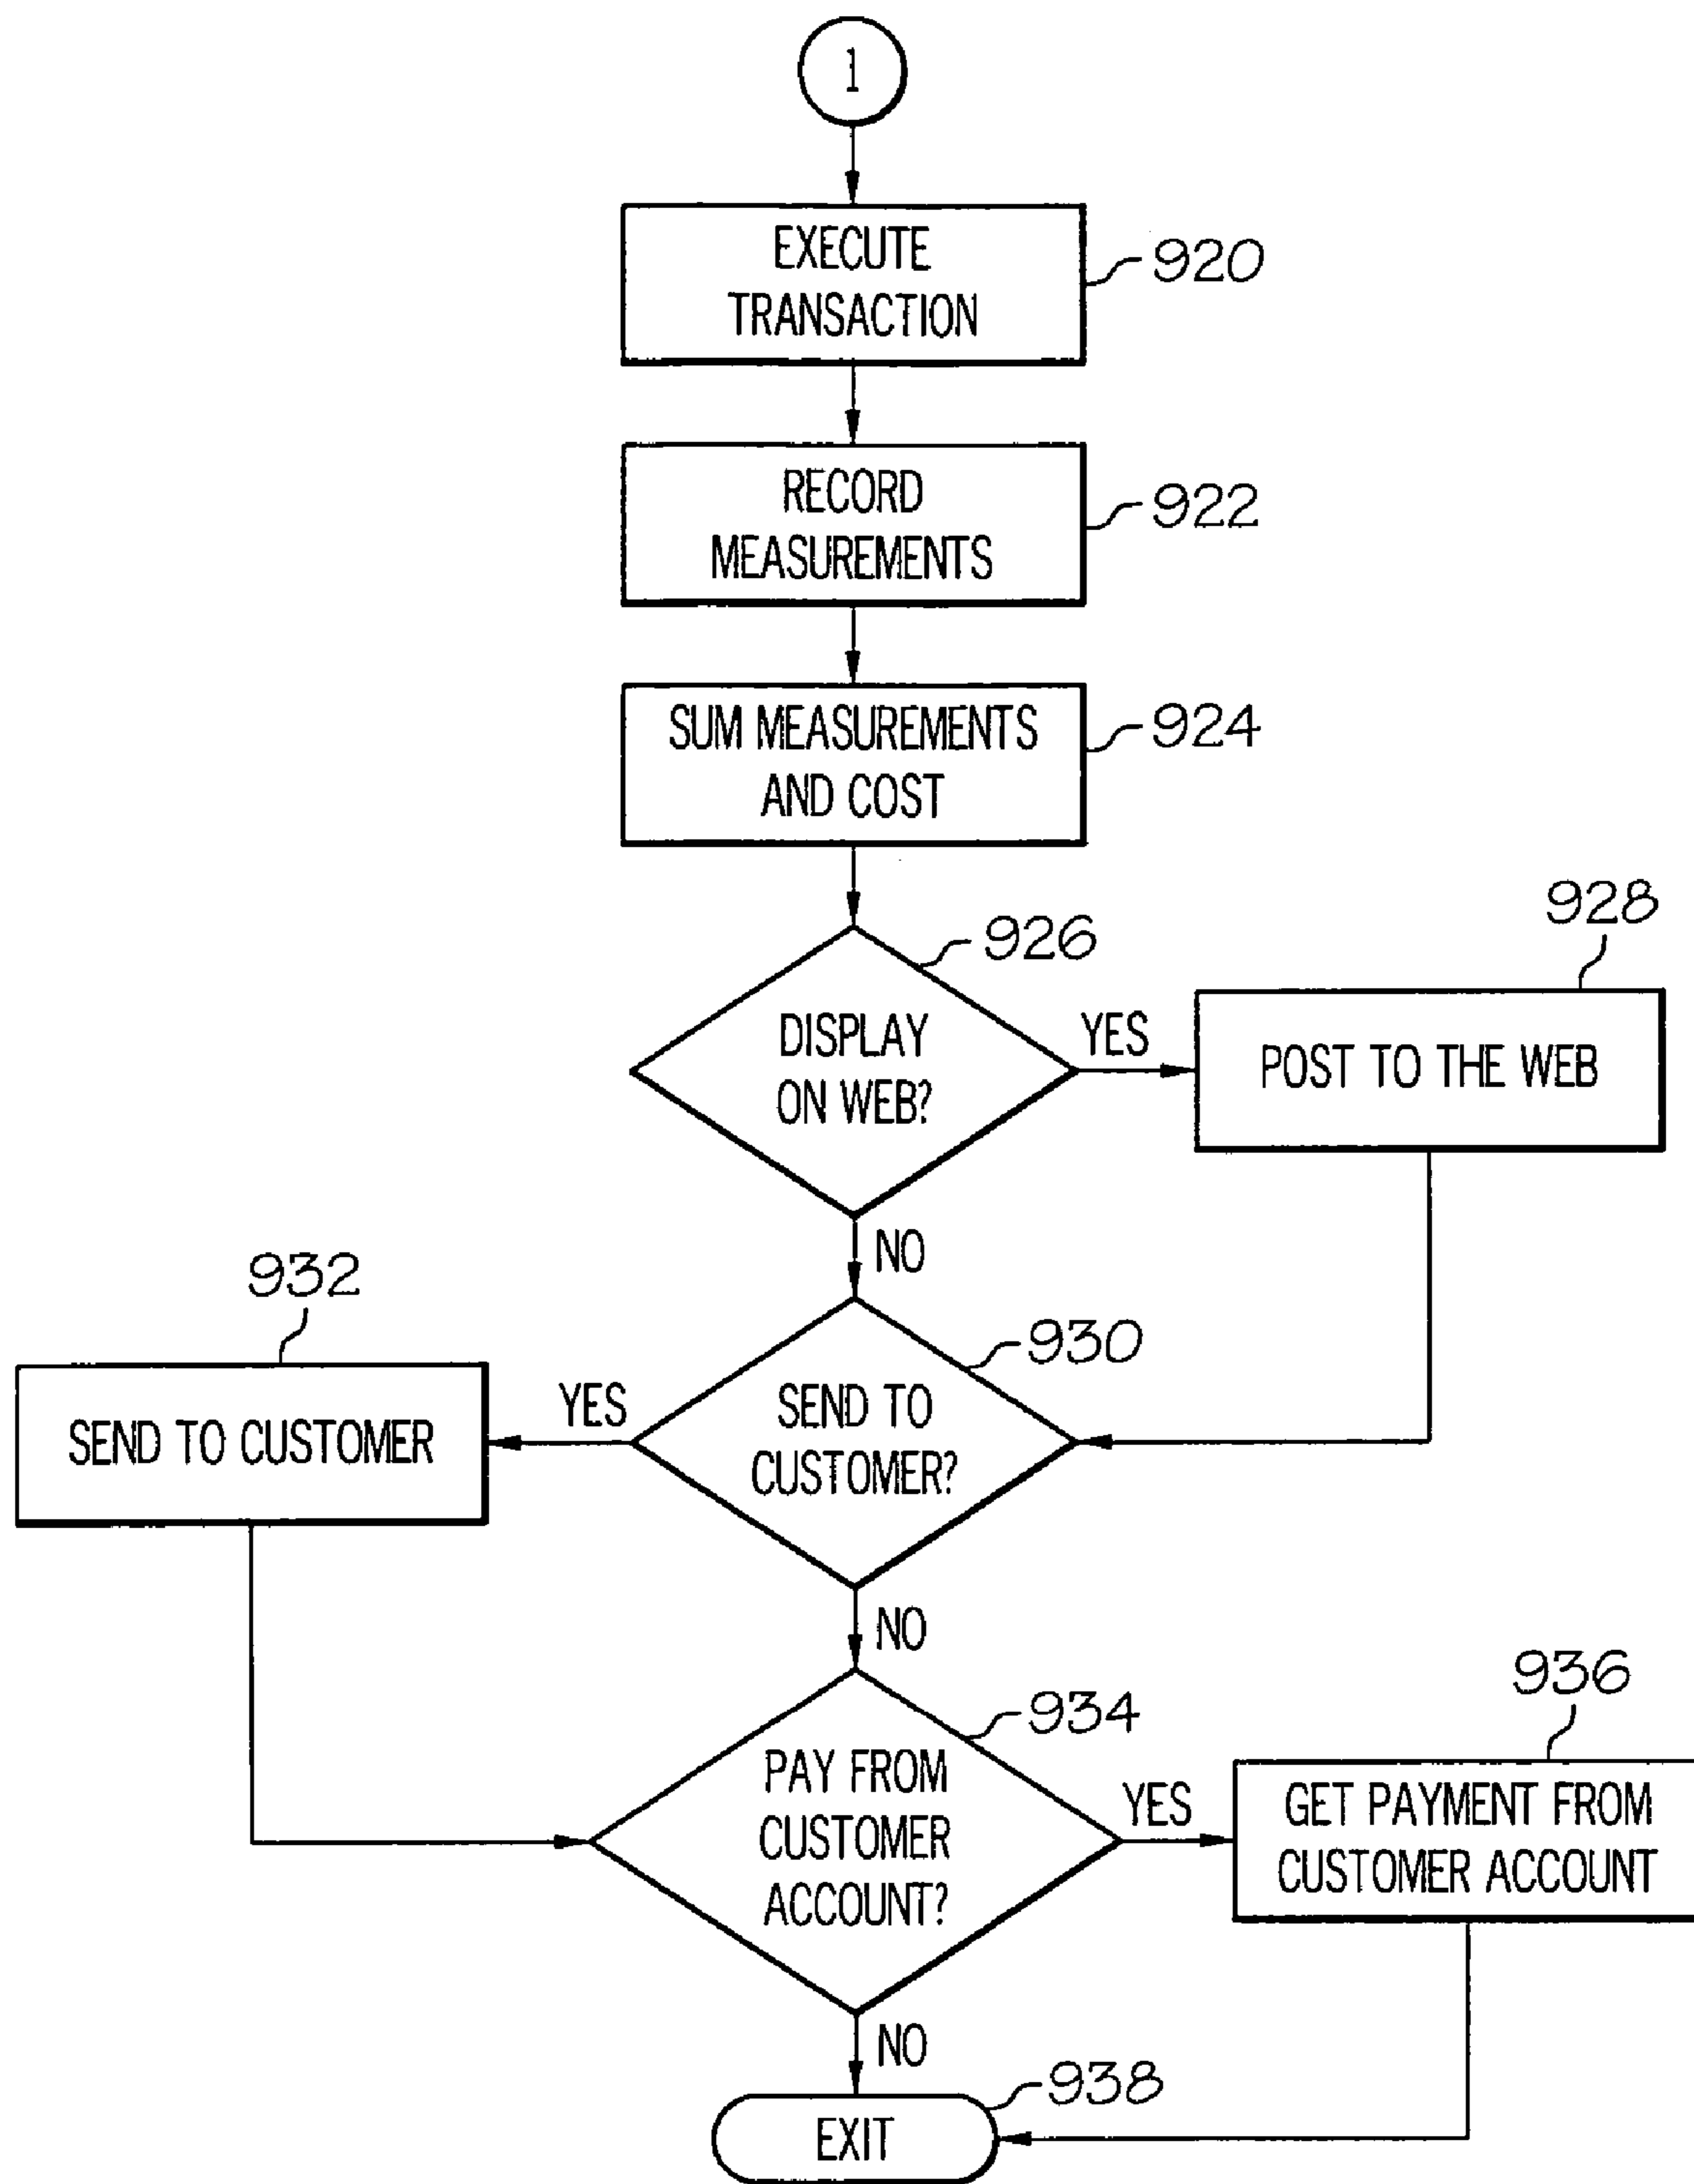 1
EXECUTE
TRANSACTION
920
RECORD
MEASUREMENTS
922
SUM MEASUREMENTS
AND COST
924
926
DISPLAY
ON WEB?
YES
928
POST TO THE WEB
NO
930
SEND TO
CUSTOMER?
YES
932
SEND TO CUSTOMER
NO
934
PAY FROM
CUSTOMER
ACCOUNT?
YES
936
GET PAYMENT FROM
CUSTOMER ACCOUNT
NO
938
EXIT